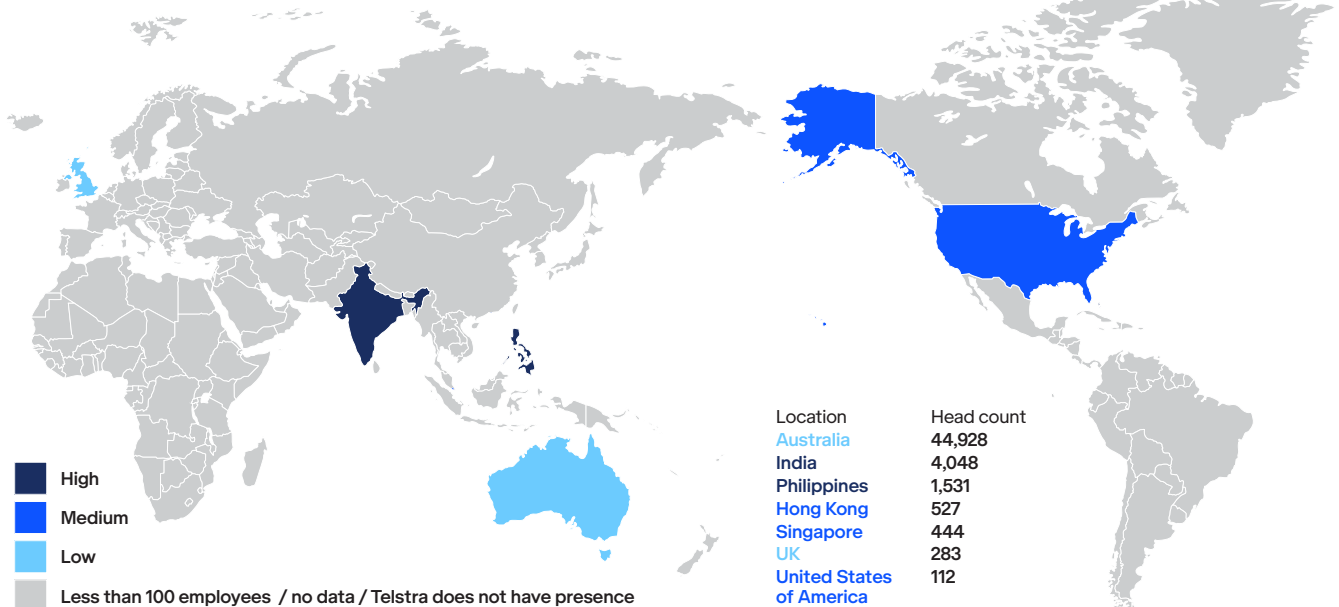 High
Medium
Low
Less than 100 employees / no data / Telstra does not have presence
Location Head count
Australia 44,928
India 4,048
Philippines 1,531
Hong Kong 527
Singapore 444
UK 283
United States 112
of America